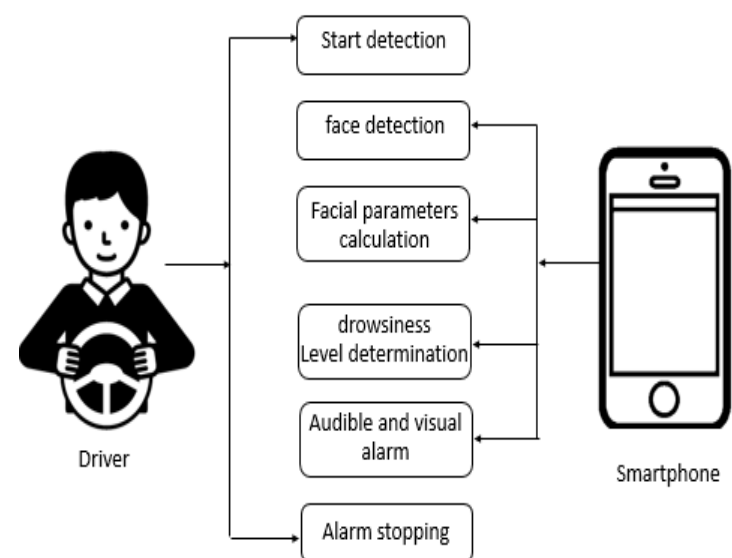 Start detection
face detection
Facial parameters
calculation
drowsiness
Level determination
Audible and visual
alarm
Alarm stopping
Driver
Smartphone